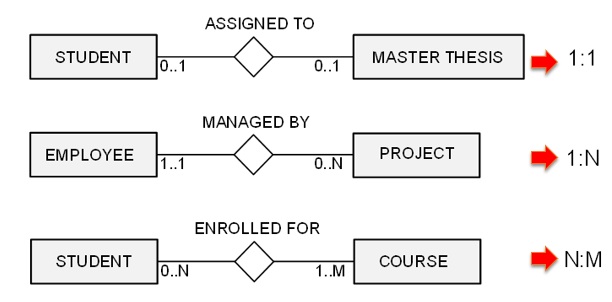 ASSIGNED TO
STUDENT 0..1 0..1 MASTER THESIS 1:1
MANAGED BY
EMPLOYEE 1..1 0..N PROJECT 1:N
ENROLLED FOR
STUDENT 0..N 1..M COURSE N:M